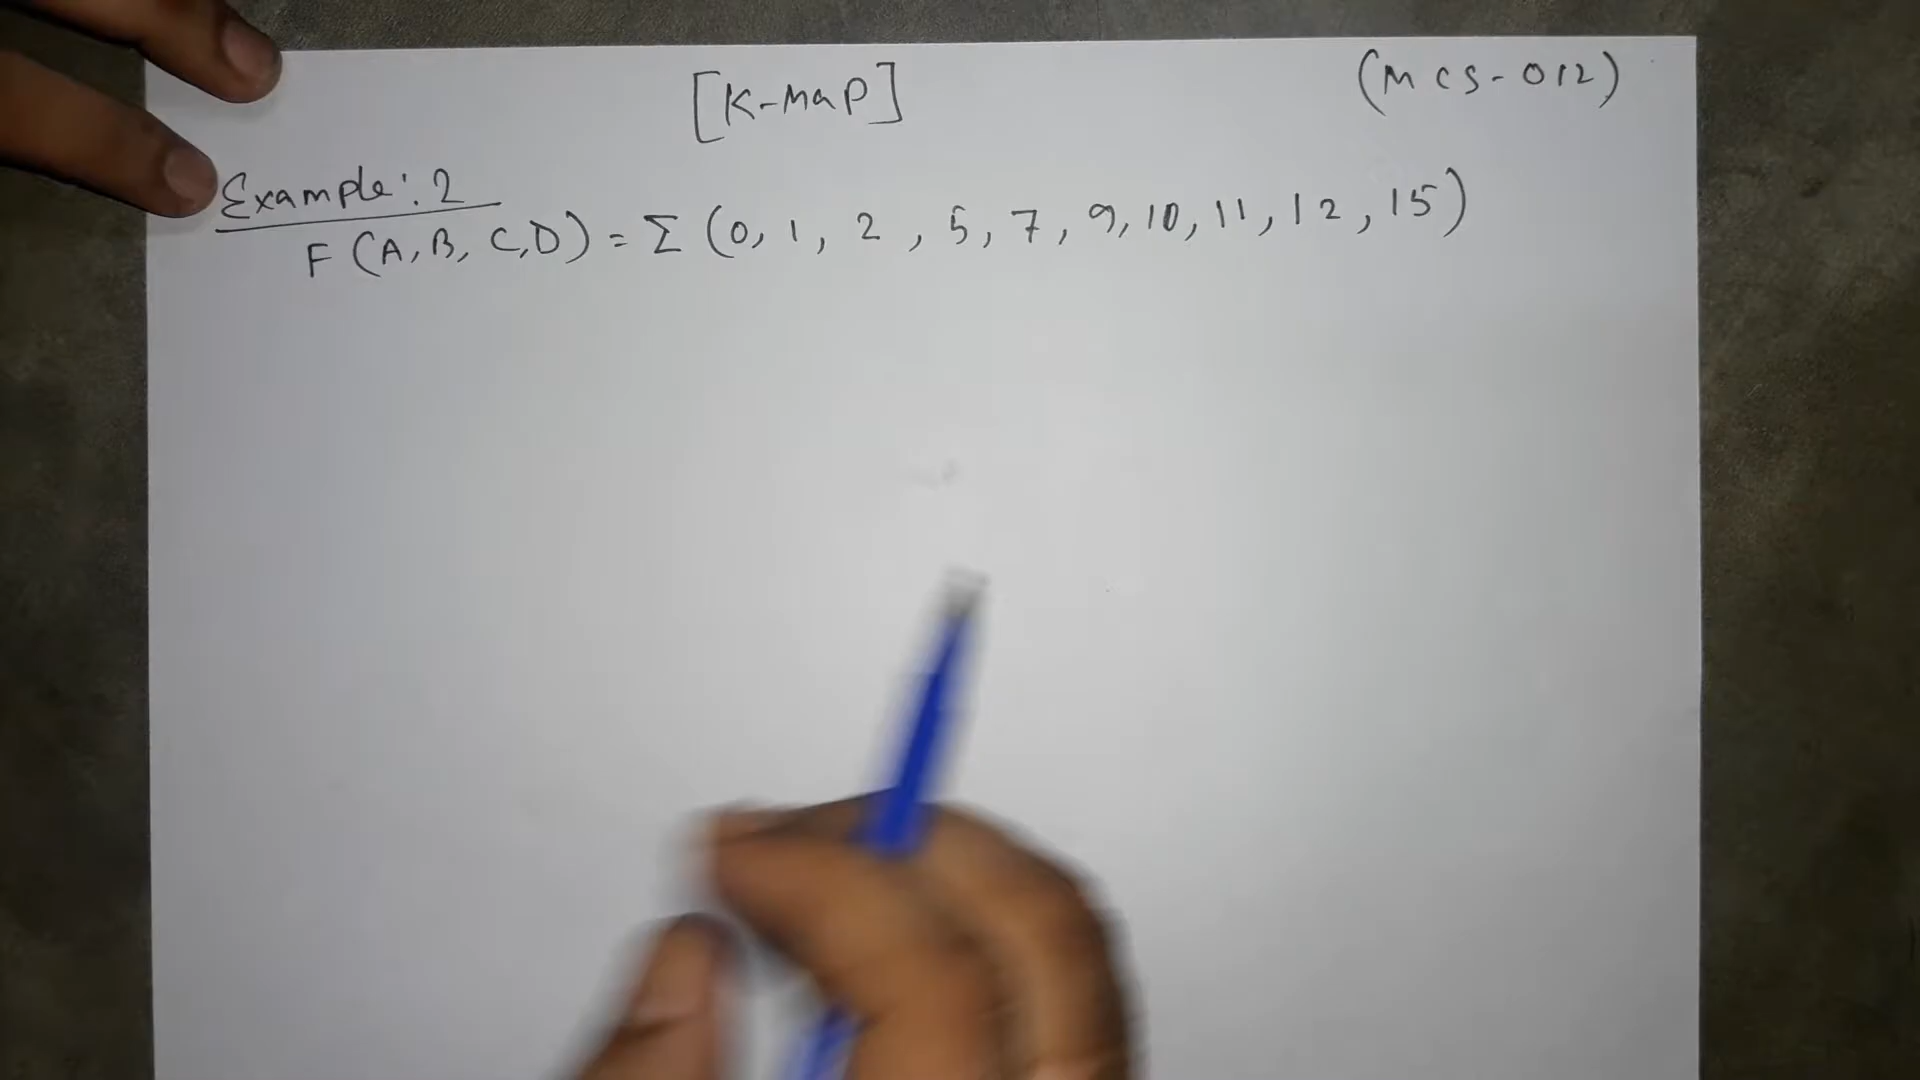 [K-MaP]
(MCS-012)
Example: 2
F (A, B, C, D) = Σ (0, 1, 2, 5, 7, 9, 10, 11, 12, 15)